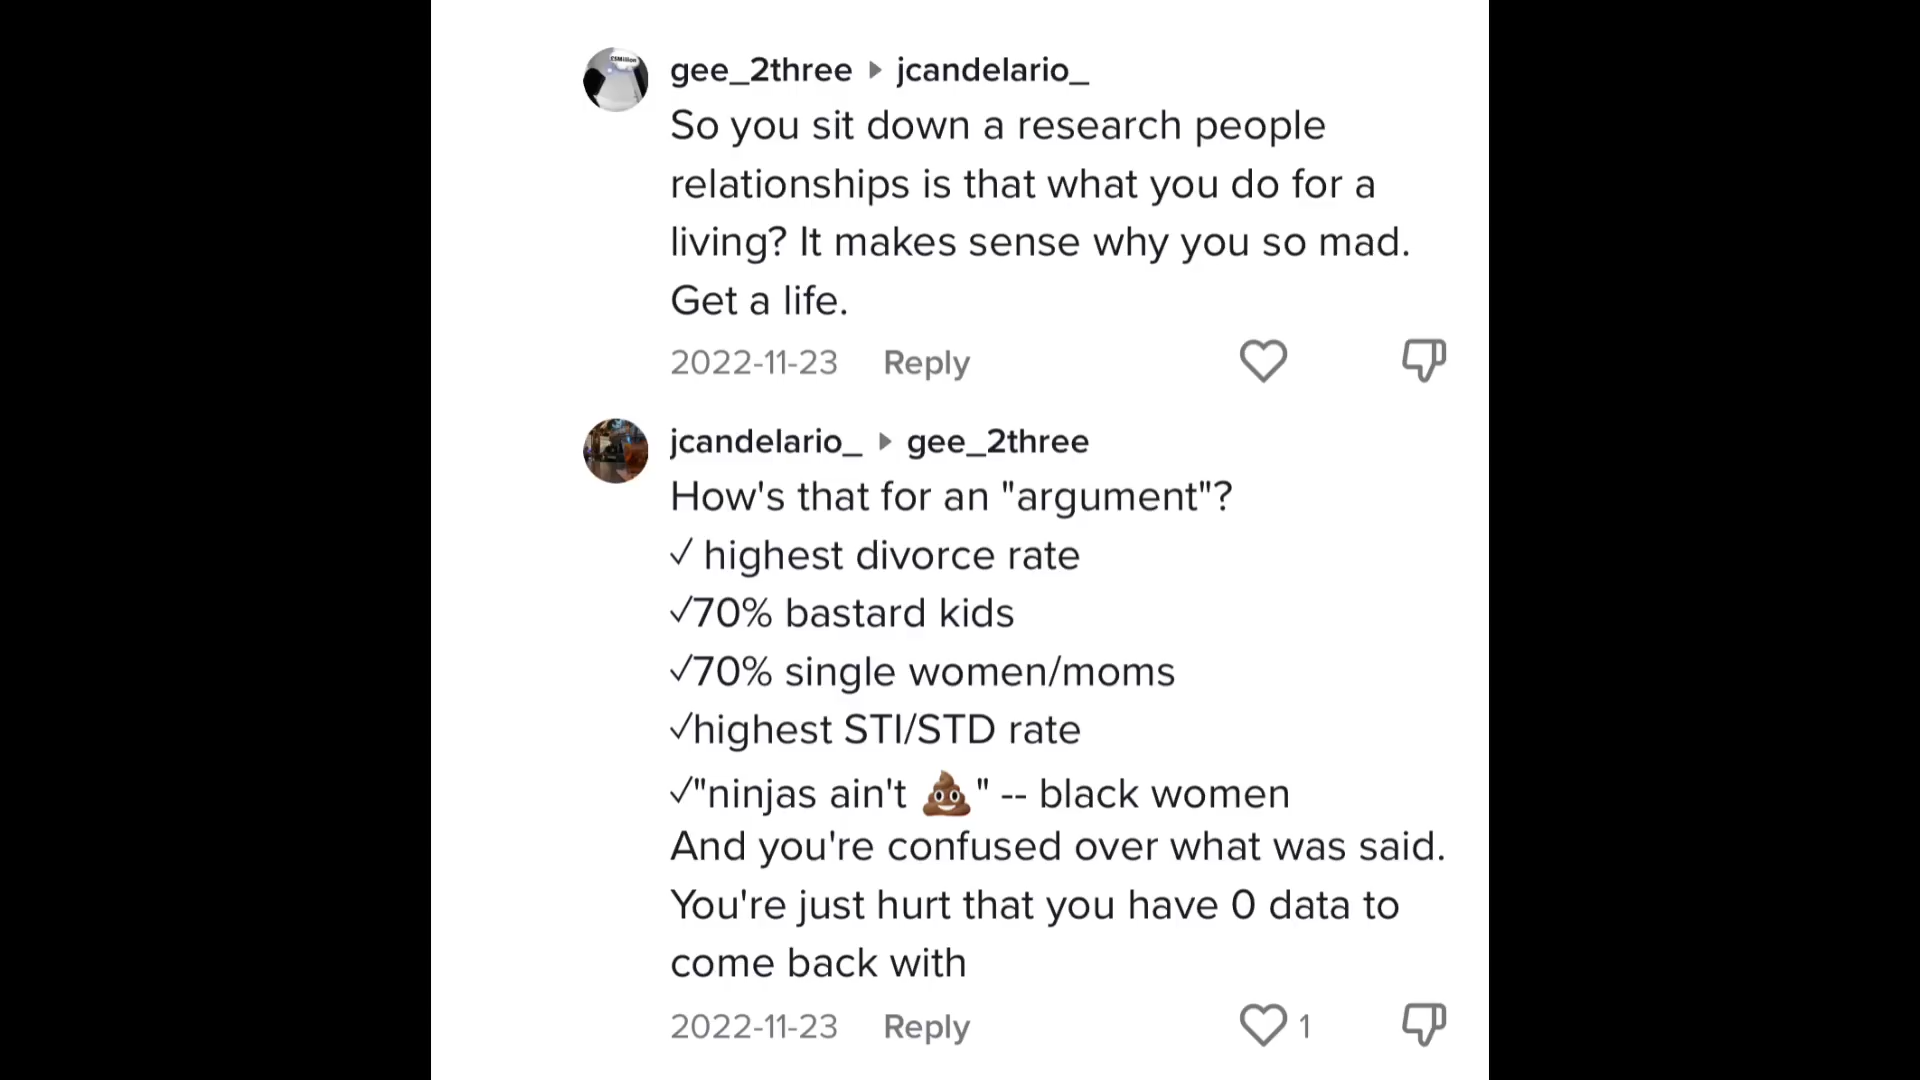 gee_2three ▸ jcandelario_
So you sit down a research people
relationships is that what you do for a
living? It makes sense why you so mad.
Get a life.
2022-11-23 Reply
jcandelario_ ▸ gee_2three
How's that for an "argument"?
√ highest divorce rate
√70% bastard kids
√70% single women/moms
√highest STI/STD rate
√"ninjas ain't 💩" -- black women
And you're confused over what was said.
You're just hurt that you have 0 data to
come back with
2022-11-23 Reply 1